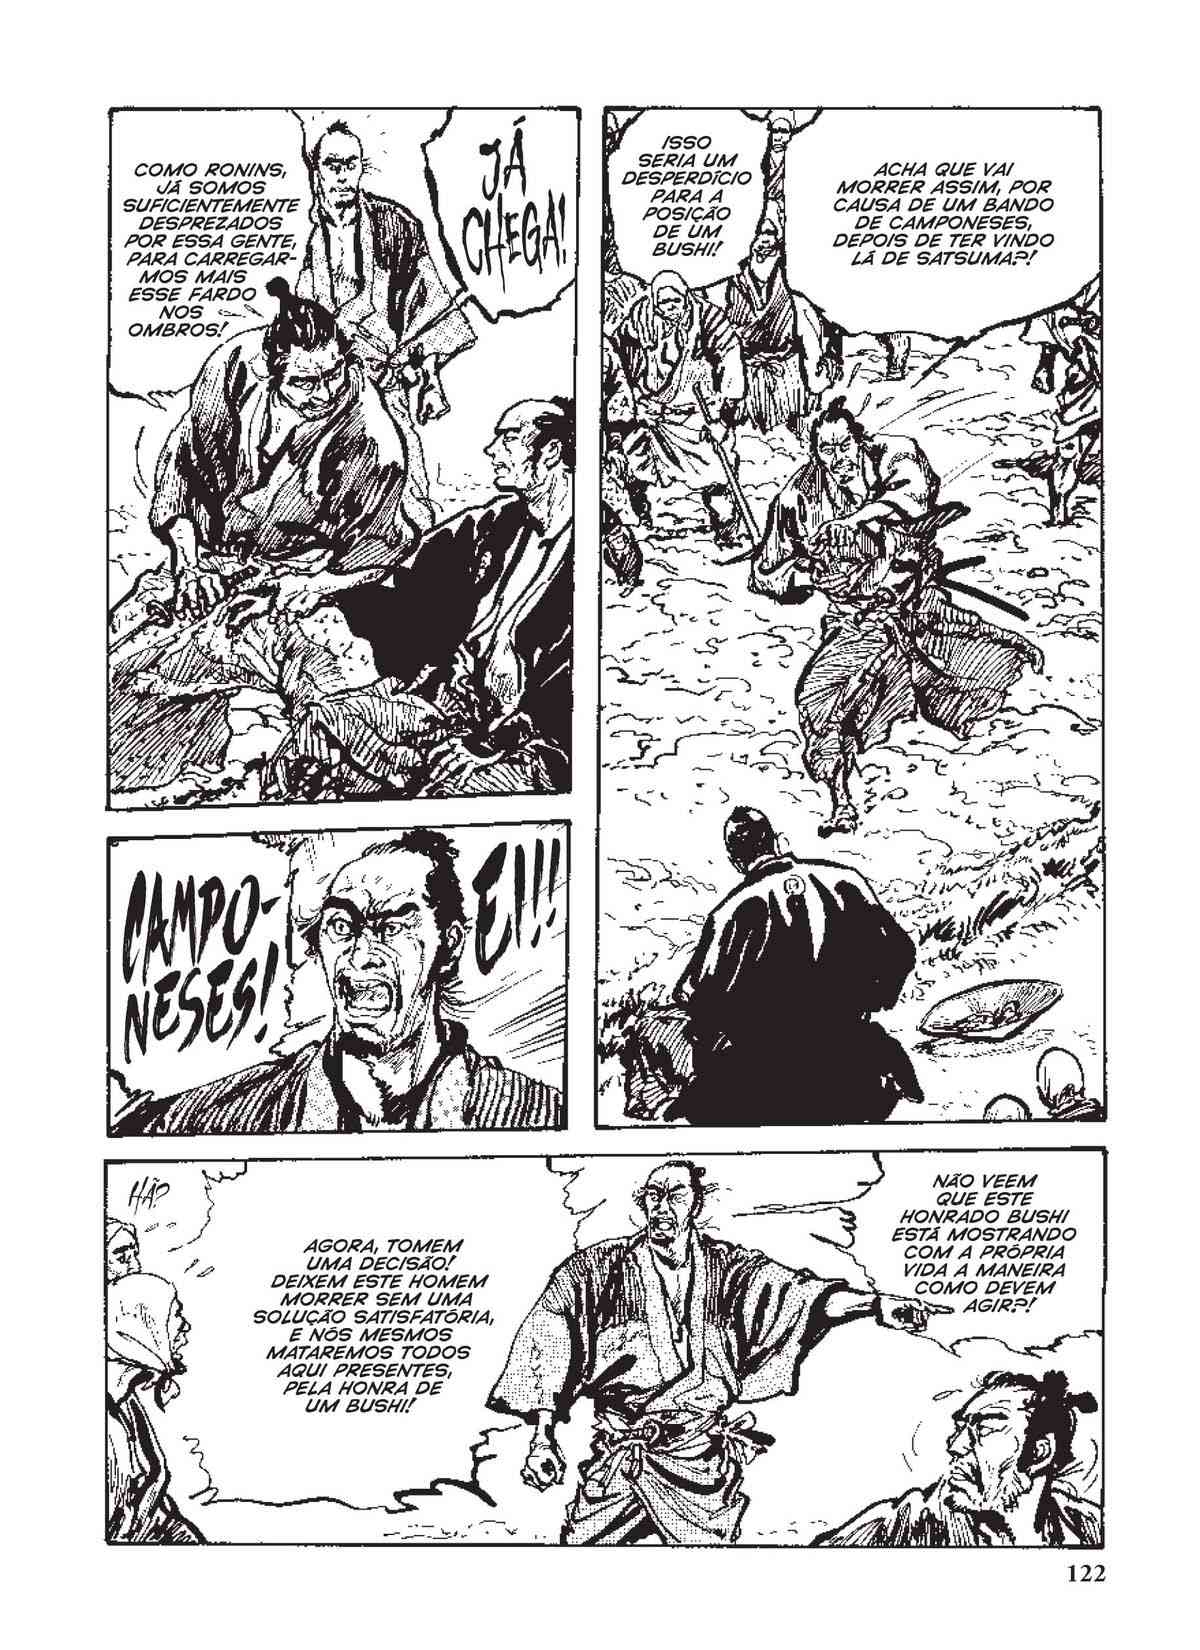 ACHA QUE VAI
MORRER ASSIM, POR
CAUSA DE UM BANDO
DE CAMPONESES,
DEPOIS DE TER VINDO
LÁ DE SATSUMA?!
ISSO
SERIA UM
DESPERDÍCIO
PARA A
POSIÇÃO
DE UM
BUSHI!
JÁ
CHEGA!
COMO RONINS,
JÁ SOMOS
SUFICIENTEMENTE
DESPREZADOS
POR ESSA GENTE,
PARA CARREGAR-
MOS MAIS
ESSE FARDO
NOS
OMBROS!
EI!!!
CAMPO-
NESES!
NÃO VEEM
QUE ESTE
HONRADO BUSHI
ESTÁ MOSTRANDO
COM A PRÓPRIA
VIDA A MANEIRA
COMO DEVEM
AGIR?!
AGORA, TOMEM
UMA DECISÃO!
DEIXEM ESTE HOMEM
MORRER SEM UMA
SOLUÇÃO SATISFATÓRIA,
E NÓS MESMOS
MATAREMOS TODOS
AQUI PRESENTES,
PELA HONRA DE
UM BUSHI!
HÃ?
122